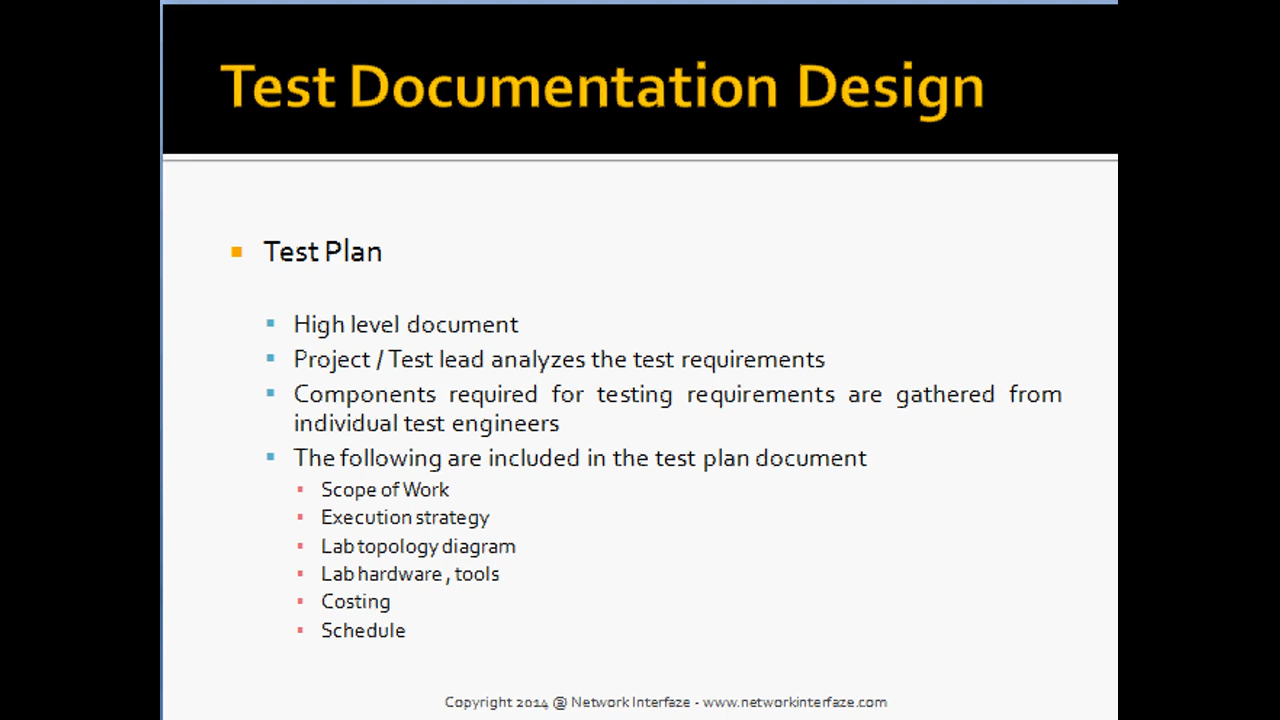 Test Documentation Design
Test Plan
High level document
Project / Test lead analyzes the test requirements
Components required for testing requirements are gathered from
individual test engineers
The following are included in the test plan document
Scope of Work
Execution strategy
Lab topology diagram
Lab hardware , tools
Costing
Schedule
Copyright 2014 @ Network Interfaze - www.networkinterfaze.com